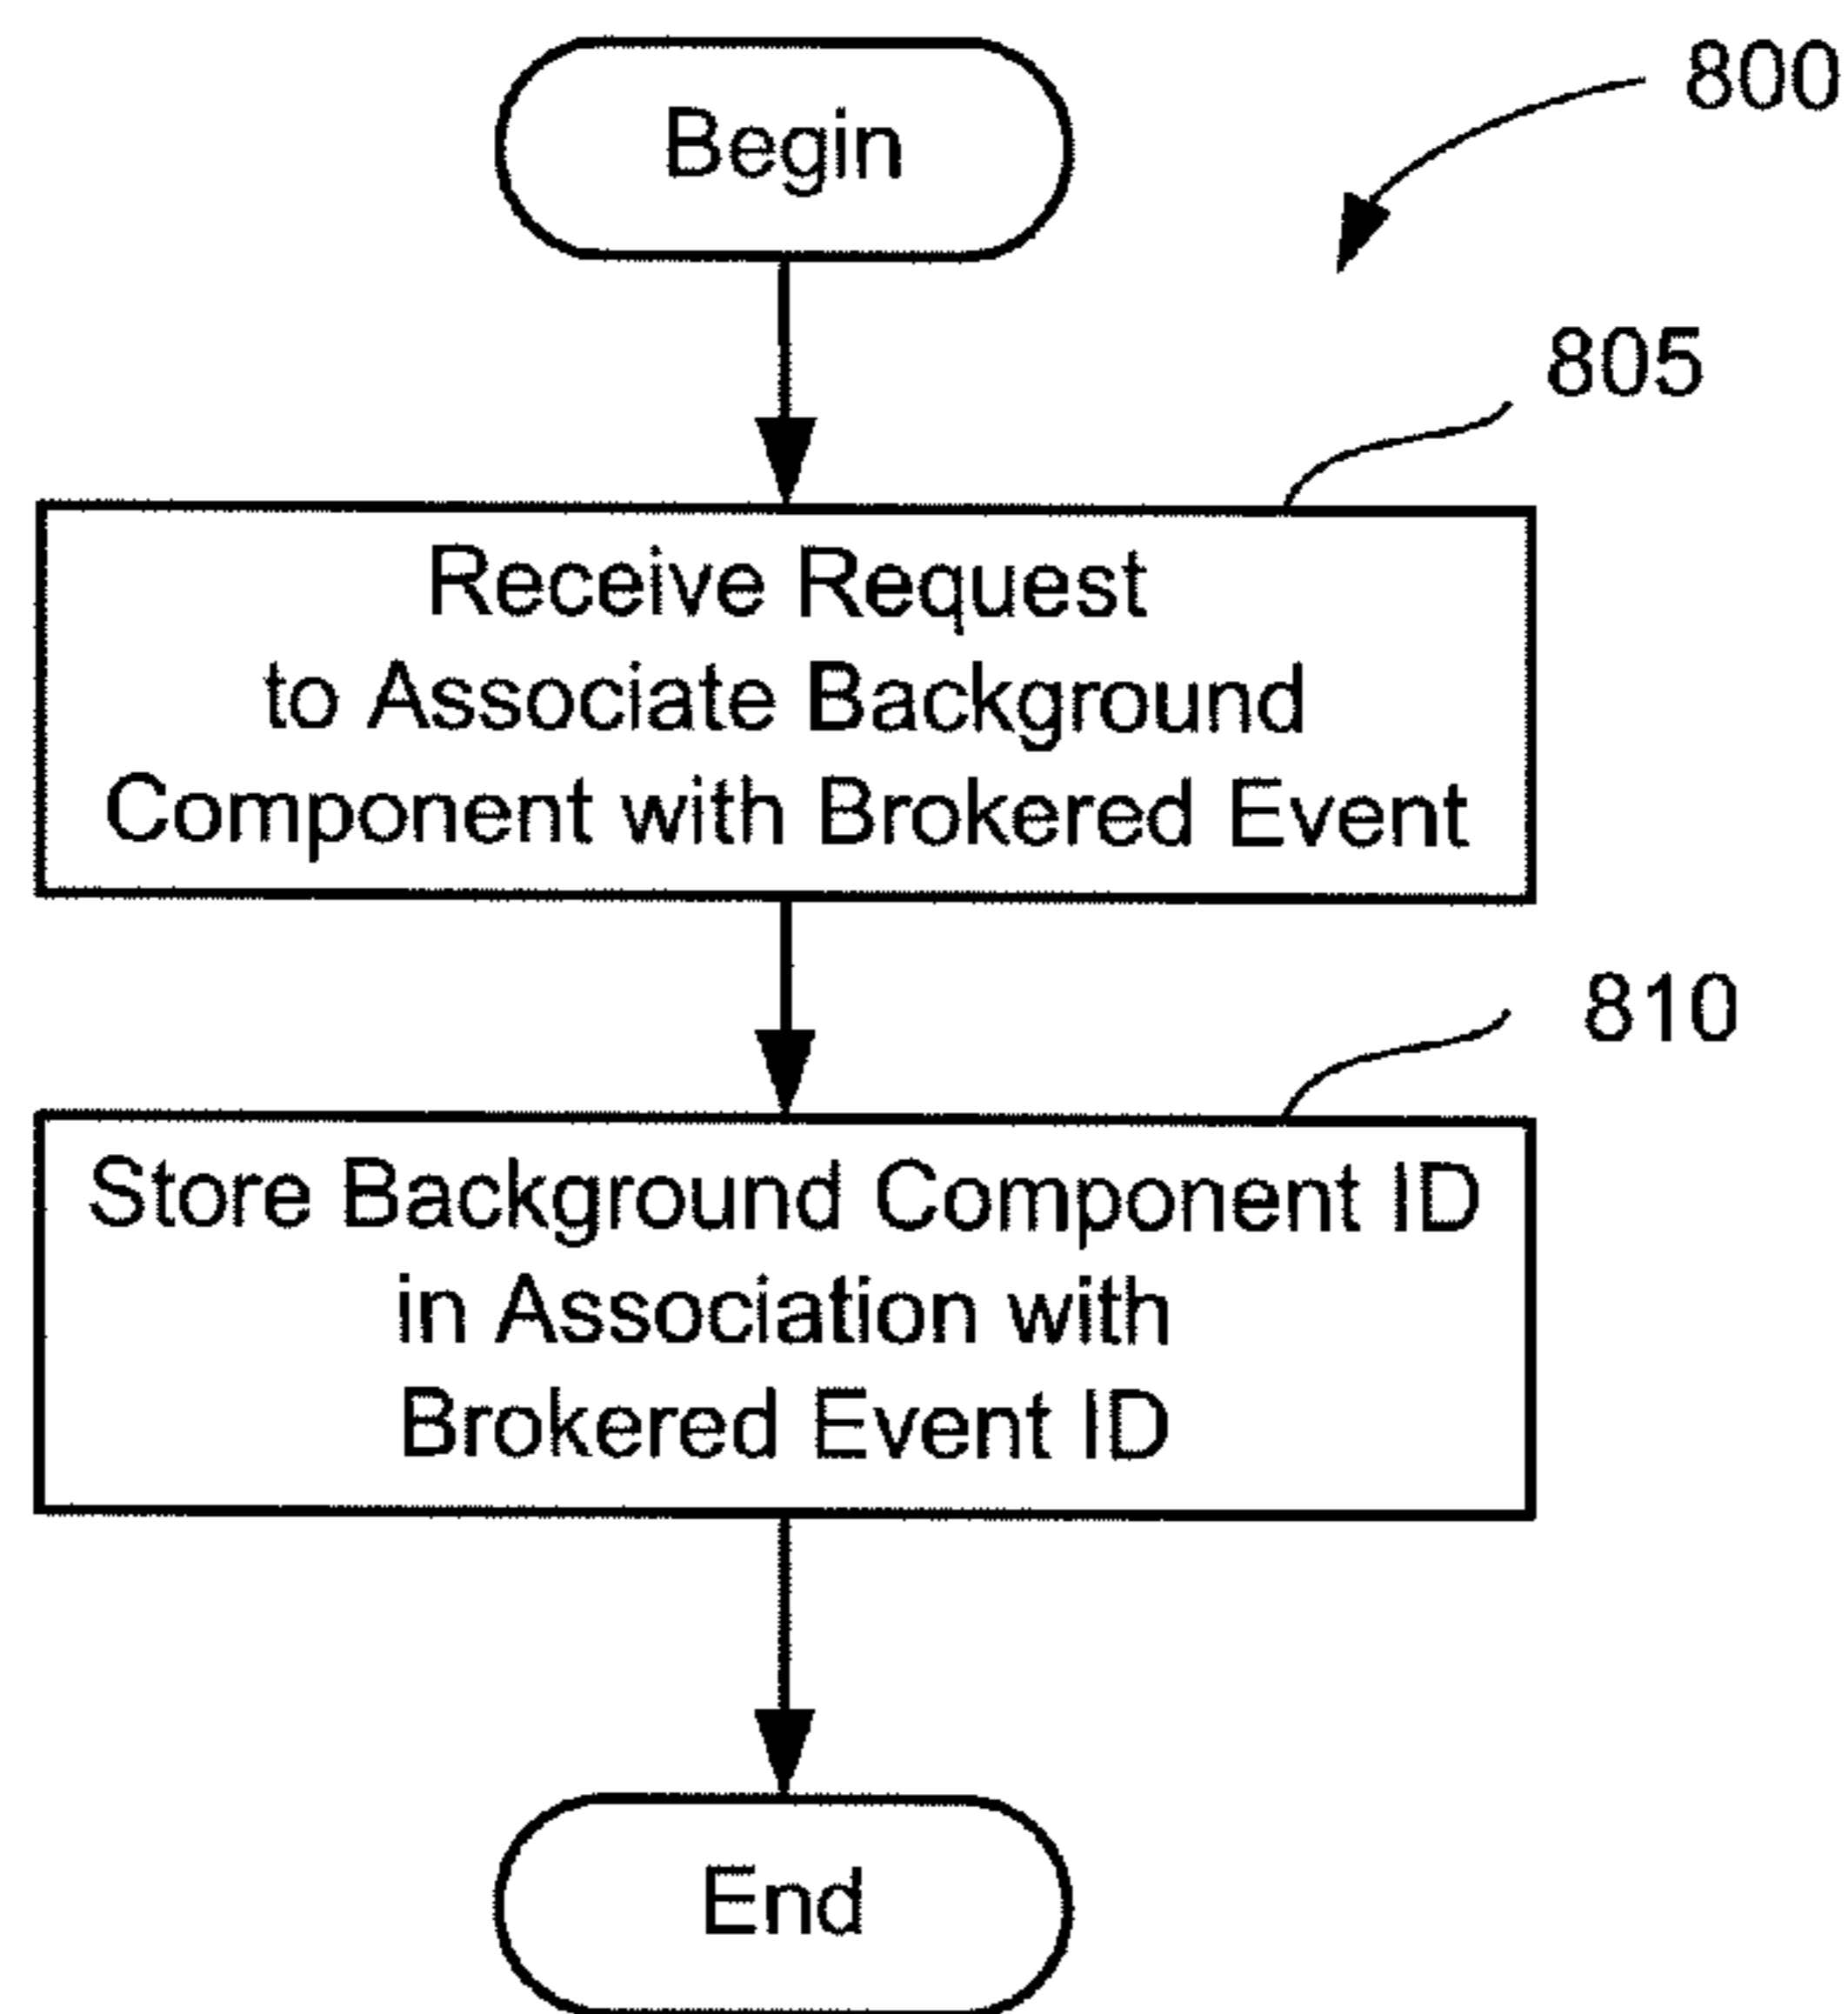 Begin
800
805
Receive Request
to Associate Background
Component with Brokered Event
810
Store Background Component ID
in Association with
Brokered Event ID
End